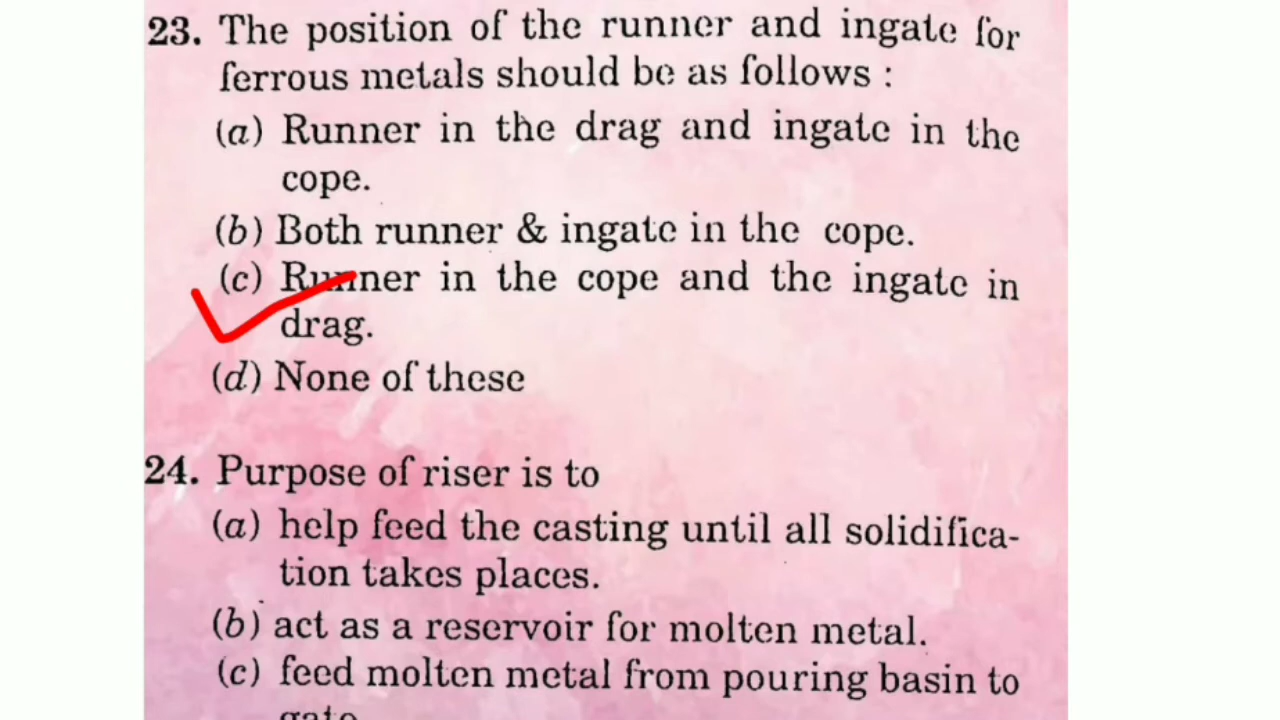 23. The position of the runner and ingate for
ferrous metals should be as follows :
(a) Runner in the drag and ingate in the
cope.
(b) Both runner & ingate in the cope.
(c) Runner in the cope and the ingate in
drag.
(d) None of these
24. Purpose of riser is to
(a) help feed the casting until all solidifica-
tion takes places.
(b) act as a reservoir for molten metal.
(c) feed molten metal from pouring basin to
gate